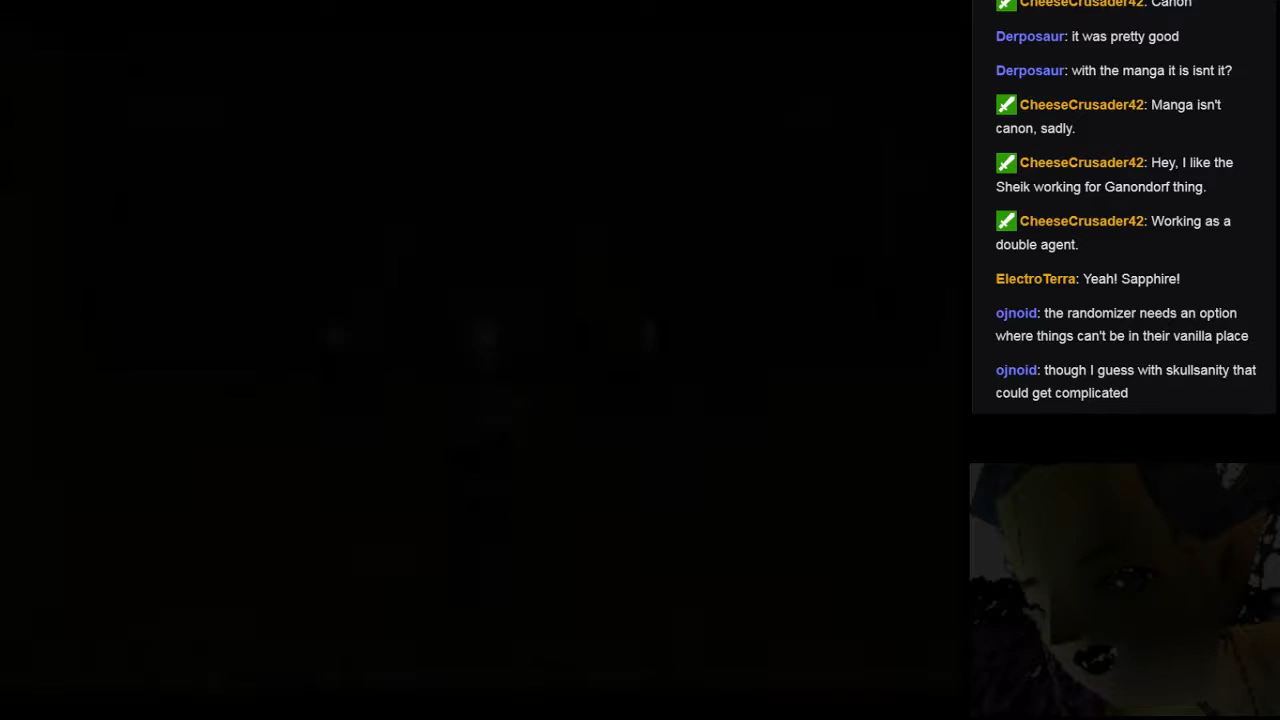 CheeseCrusader42: Canon
Derposaur: it was pretty good
Derposaur: with the manga it is isnt it?
CheeseCrusader42: Manga isn't
canon, sadly.
CheeseCrusader42: Hey, I like the
Sheik working for Ganondorf thing.
CheeseCrusader42: Working as a
double agent.
ElectroTerra: Yeah! Sapphire!
ojnoid: the randomizer needs an option
where things can't be in their vanilla place
ojnoid: though I guess with skullsanity that
could get complicated